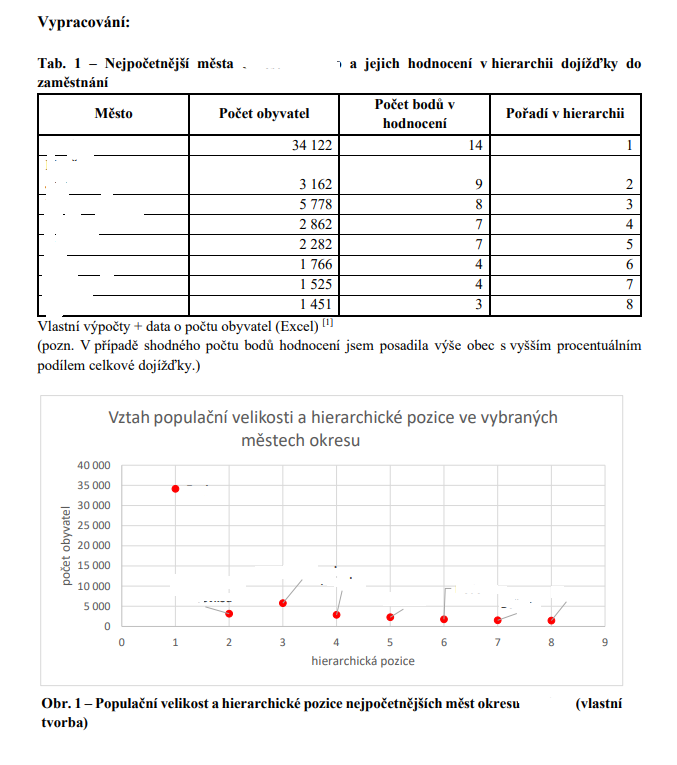 Vypracování:
Tab. 1 – Nejpočetnější města a jejich hodnocení v hierarchii dojížďky do
zaměstnání
Město Počet obyvatel Počet bodů v hodnocení Pořadí v hierarchii
34 122 14 1
3 162 9 2
5 778 8 3
2 862 7 4
2 282 7 5
1 766 4 6
1 525 4 7
1 451 3 8
Vlastní výpočty + data o počtu obyvatel (Excel) [1]
(pozn. V případě shodného počtu bodů hodnocení jsem posadila výše obec s vyšším procentuálním
podílem celkové dojížďky.)
Vztah populační velikosti a hierarchické pozice ve vybraných
městech okresu
40 000
35 000
30 000
25 000
20 000
15 000
10 000
5 000
0
počet obyvatel
0 1 2 3 4 5 6 7 8 9
hierarchická pozice
Obr. 1 – Populační velikost a hierarchické pozice nejpočetnějších měst okresu (vlastní
tvorba)